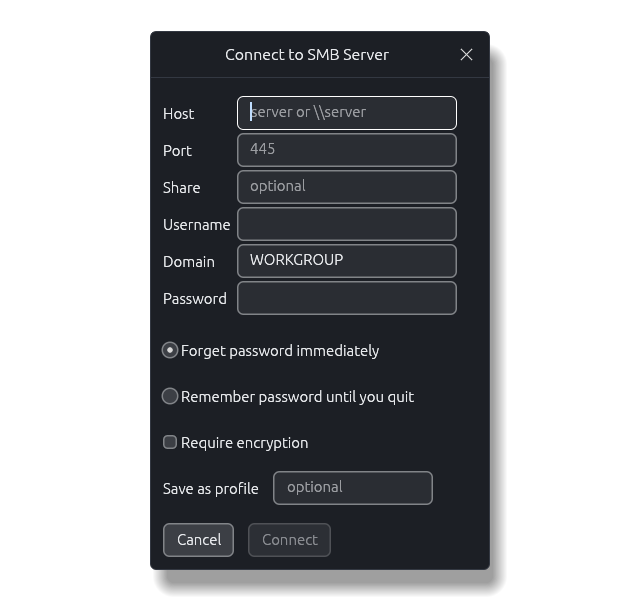 Connect to SMB Server
Host server or \\server
Port 445
Share optional
Username
Domain WORKGROUP
Password
Forget password immediately
Remember password until you quit
Require encryption
Save as profile optional
Cancel Connect